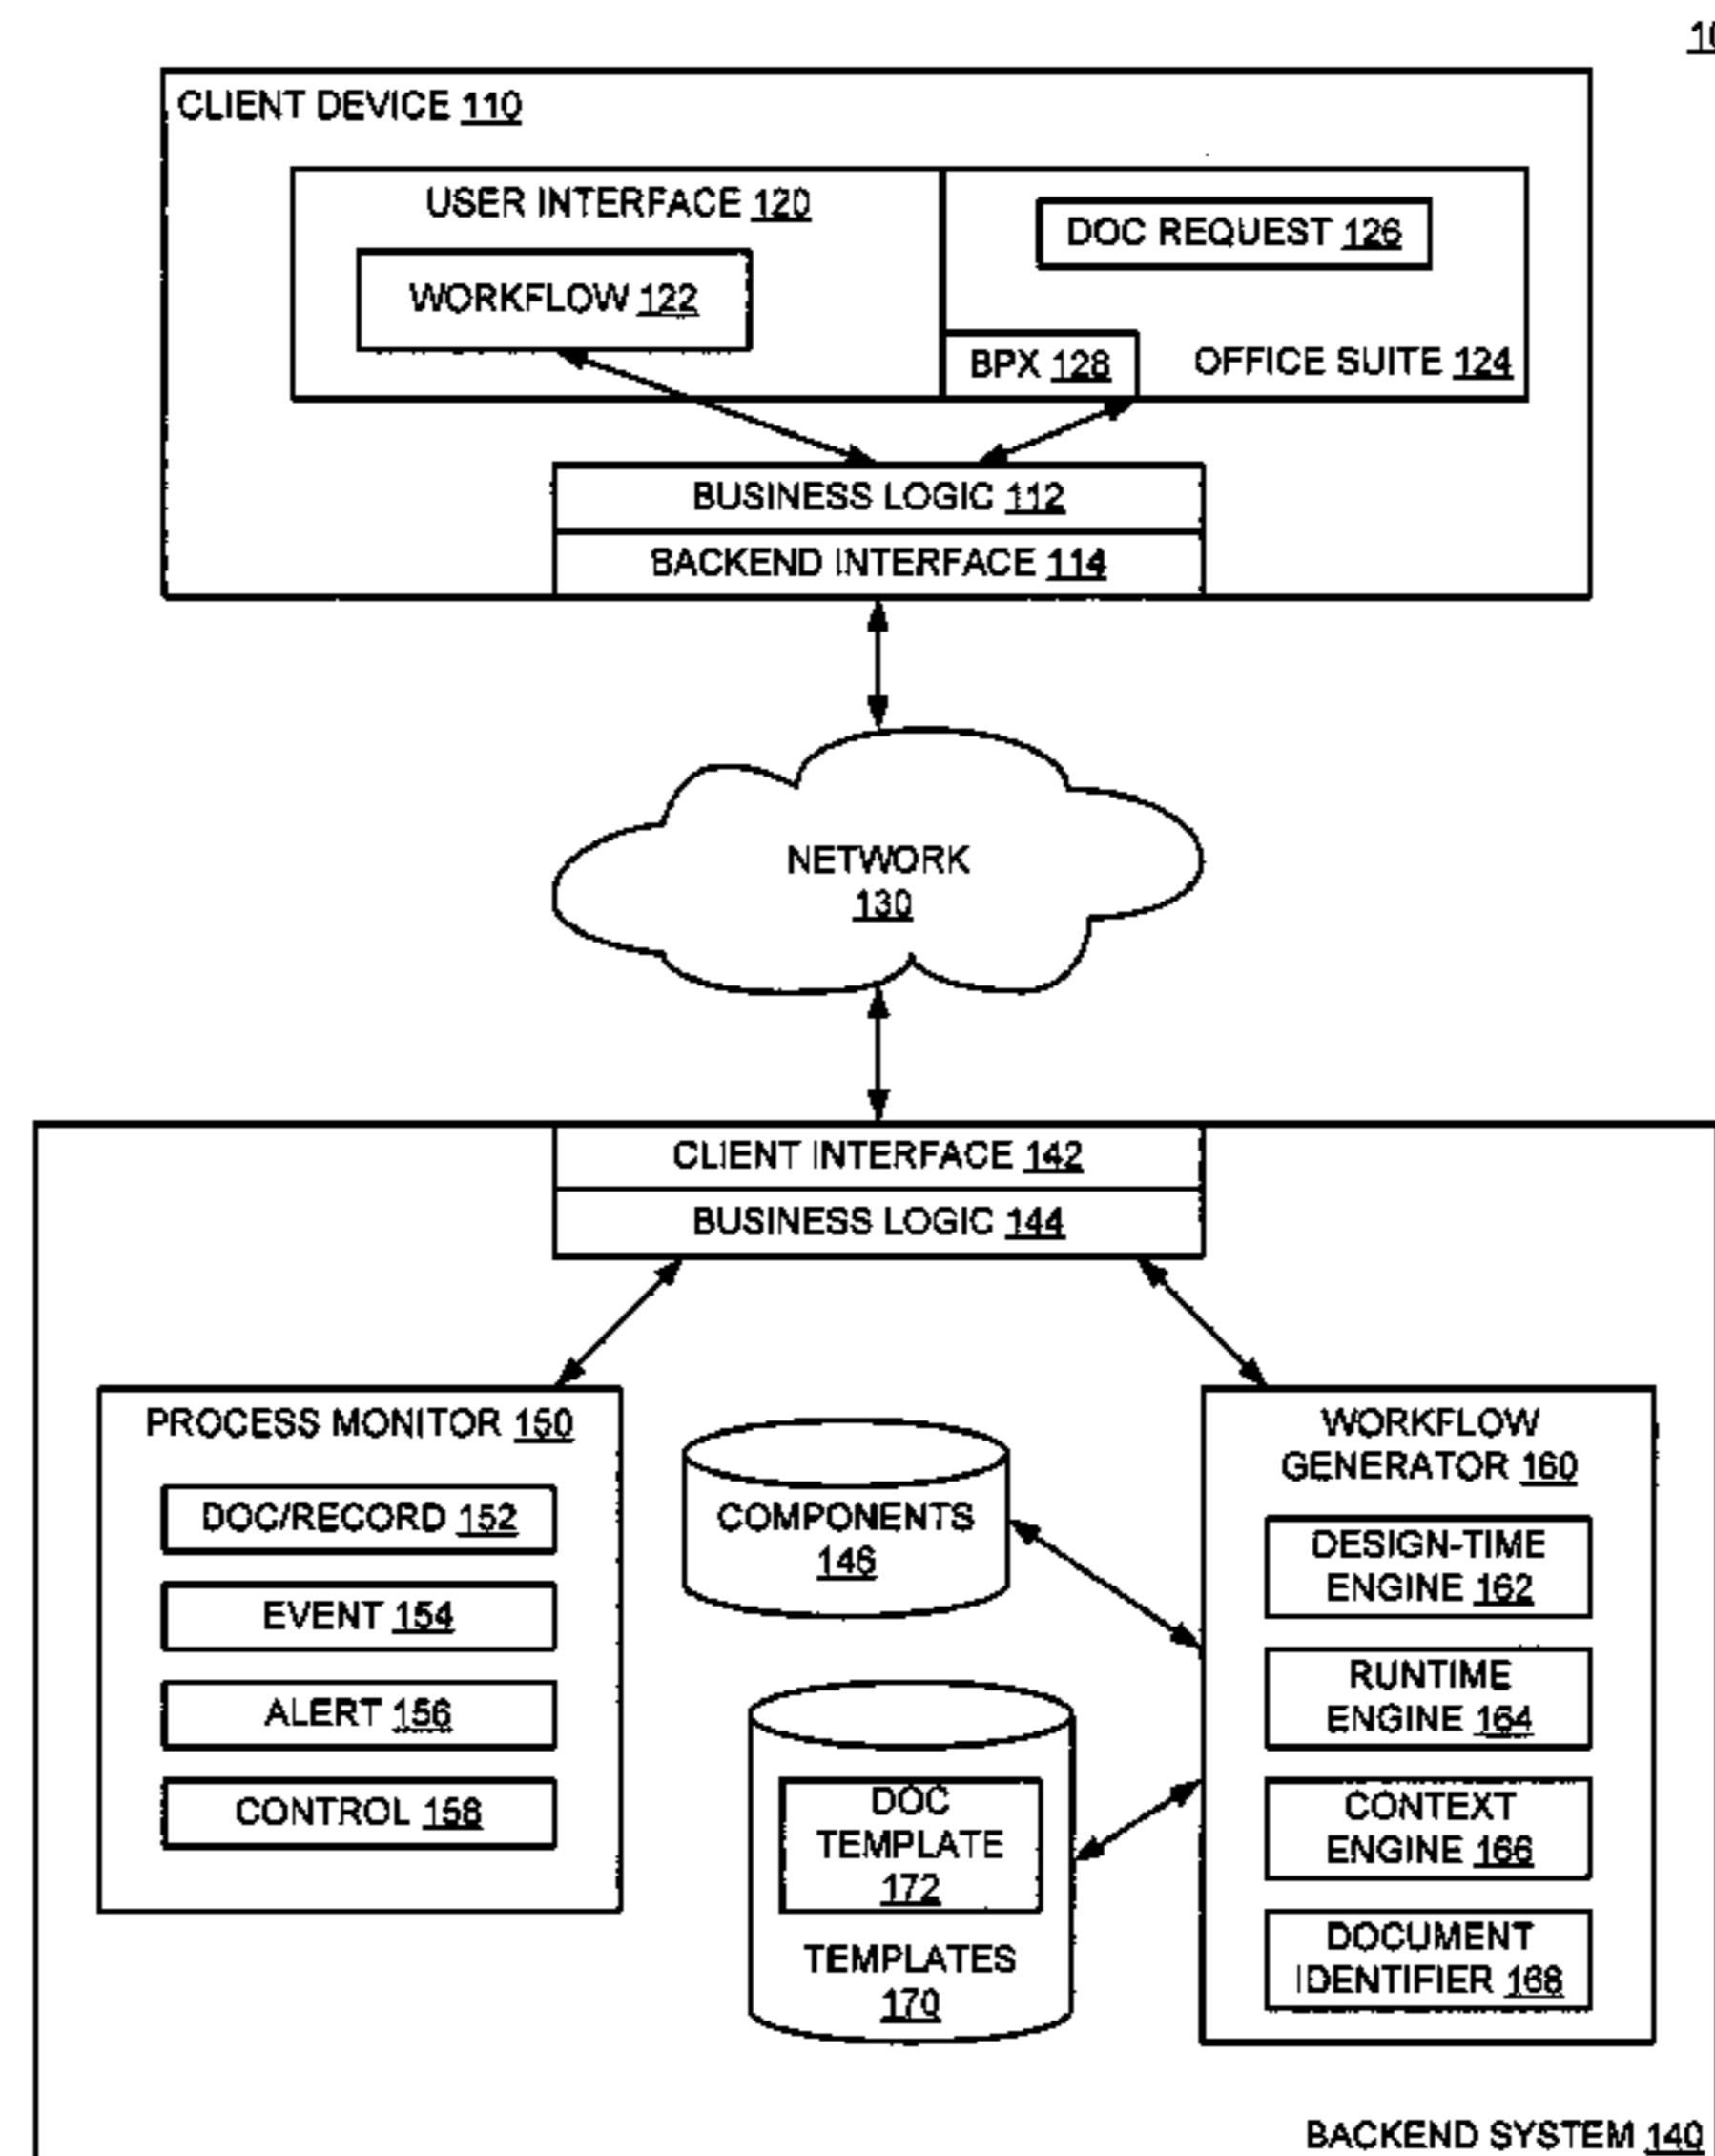 CLIENT DEVICE 110
USER INTERFACE 120
WORKFLOW 122
DOC REQUEST 126
BPX 128
OFFICE SUITE 124
BUSINESS LOGIC 112
BACKEND INTERFACE 114
NETWORK
130
CLIENT INTERFACE 142
BUSINESS LOGIC 144
PROCESS MONITOR 150
DOC/RECORD 152
EVENT 154
ALERT 156
CONTROL 158
COMPONENTS
146
DOC
TEMPLATE
172
TEMPLATES
170
WORKFLOW
GENERATOR 160
DESIGN-TIME
ENGINE 162
RUNTIME
ENGINE 164
CONTEXT
ENGINE 166
DOCUMENT
IDENTIFIER 168
BACKEND SYSTEM 140